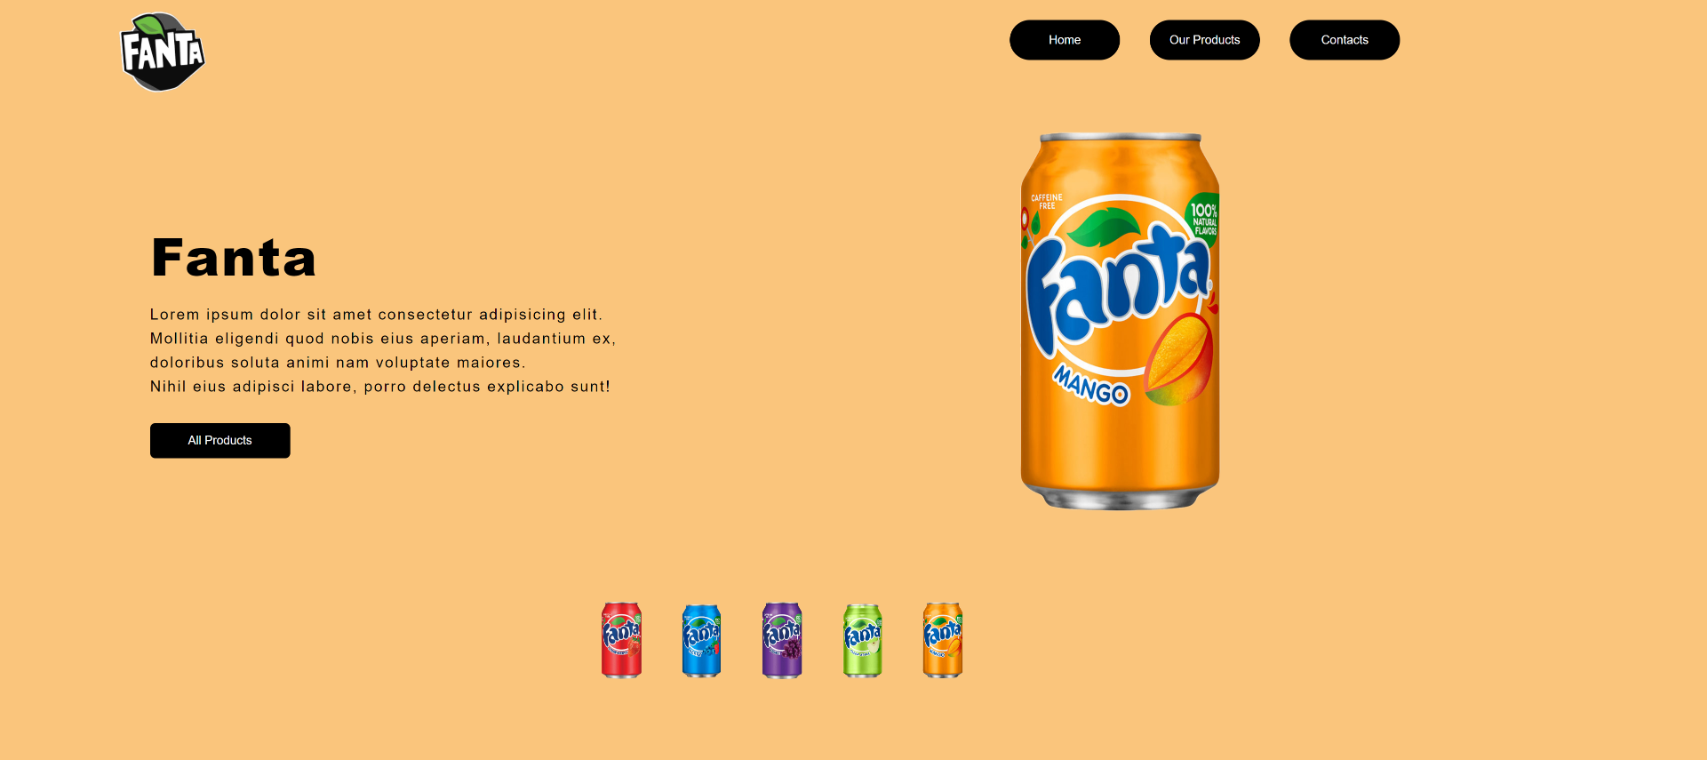 FANTA
Home
Our Products
Contacts
CAFFEINE
FREE
100%
NATURAL
FLAVORS
Fanta
MANGO
Fanta
Lorem ipsum dolor sit amet consectetur adipisicing elit.
Mollitia eligendi quod nobis eius aperiam, laudantium ex,
doloribus soluta animi nam voluptate maiores.
Nihil eius adipisci labore, porro delectus explicabo sunt!
All Products
Fanta
Fanta
Fanta
Fanta
Fanta